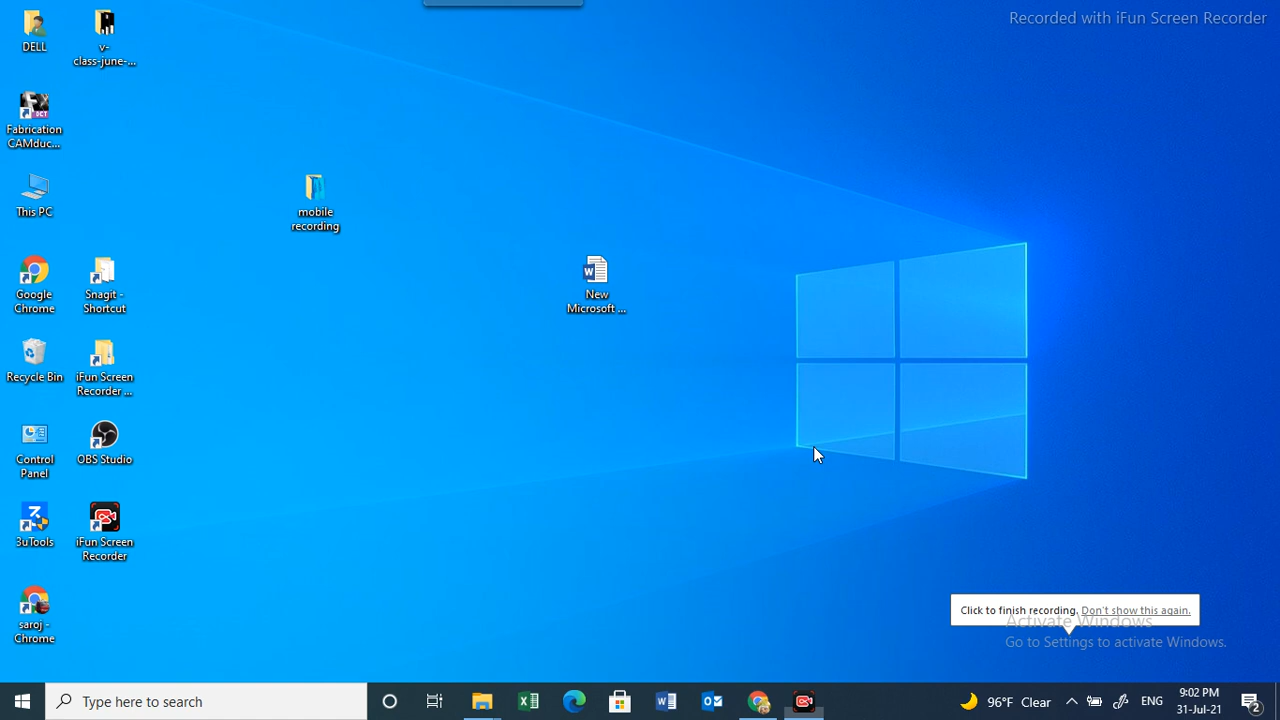 Recorded with iFun Screen Recorder
DELL
v-
class-june-...
Fabrication
CAMduc...
This PC
mobile
recording
Google
Chrome
Snagit -
Shortcut
New
Microsoft ...
Recycle Bin
iFun Screen
Recorder ...
Control
Panel
OBS Studio
3uTools
iFun Screen
Recorder
saroj -
Chrome
Click to finish recording. Don't show this again.
Activate Windows
Go to Settings to activate Windows.
Type here to search
96°F Clear
ENG
9:02 PM
31-Jul-21
2